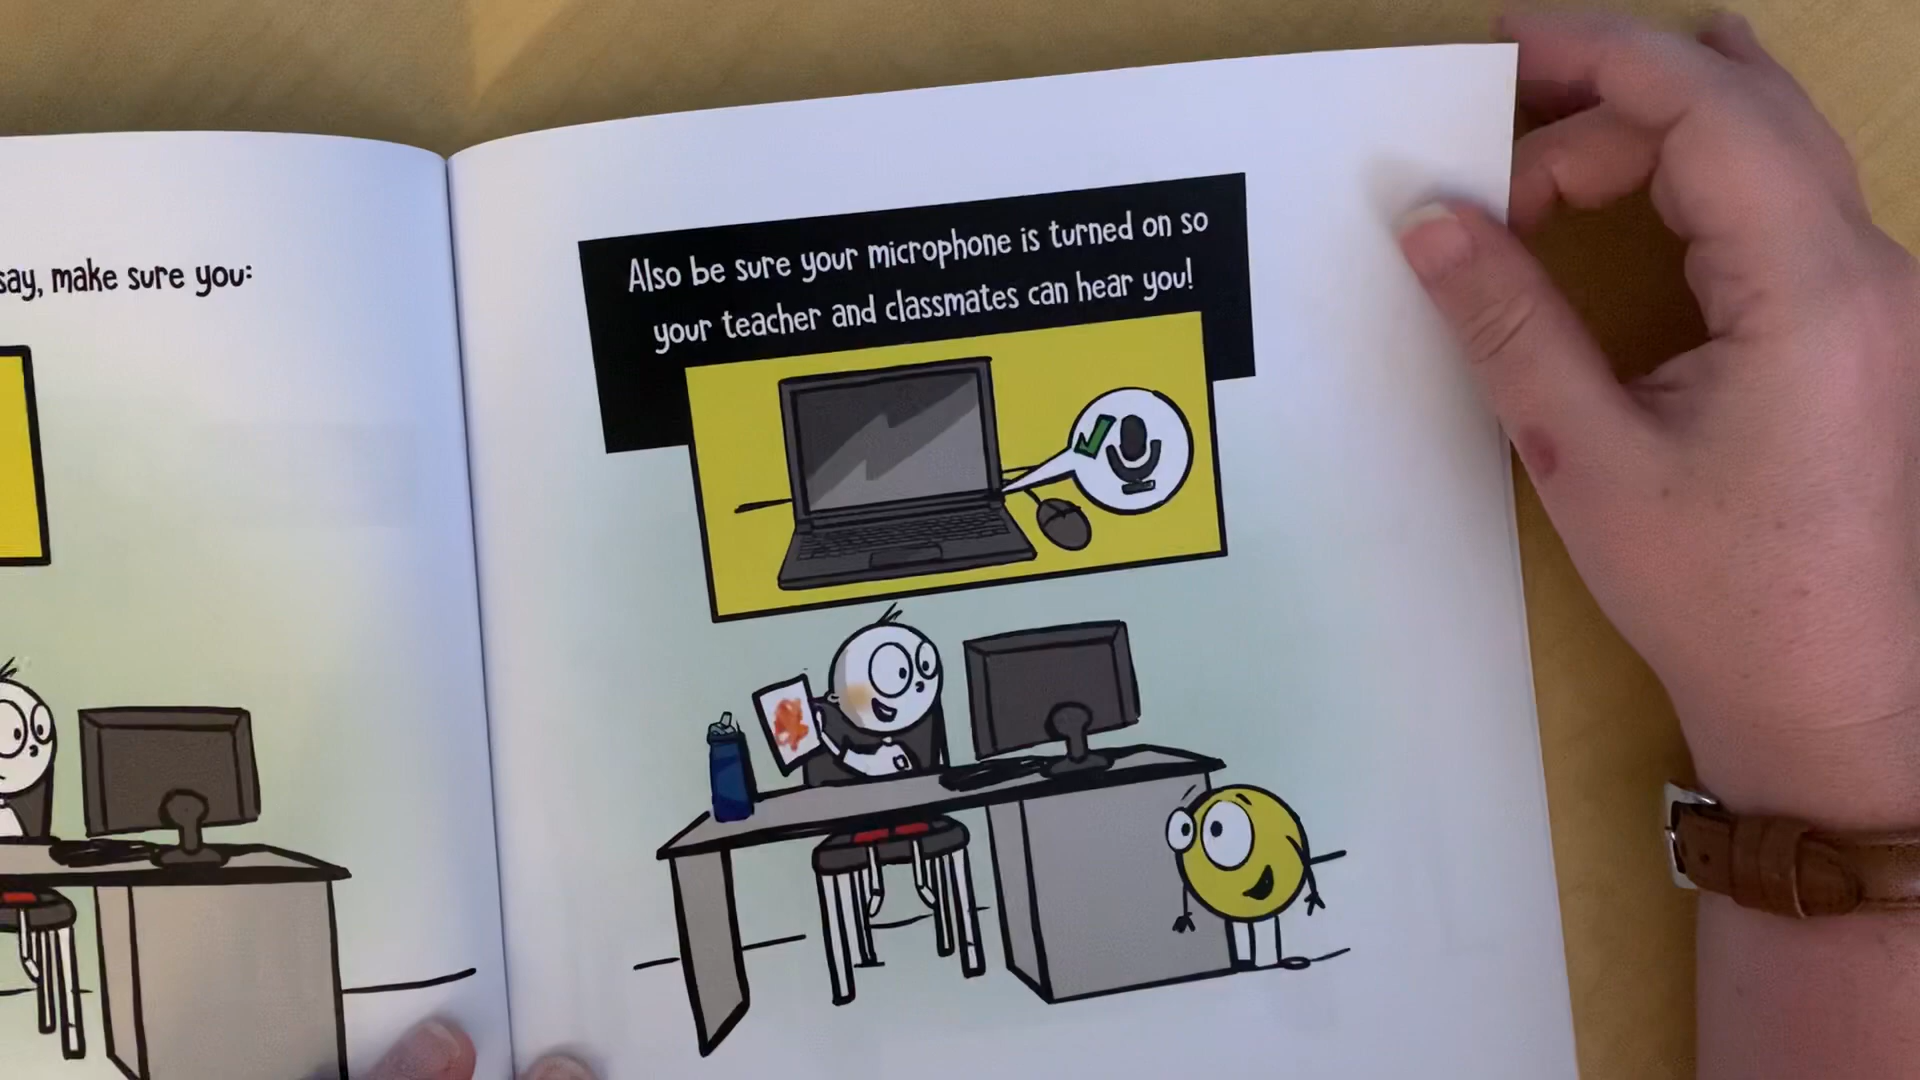 say, make sure you:
Also be sure your microphone is turned on so
your teacher and classmates can hear you!